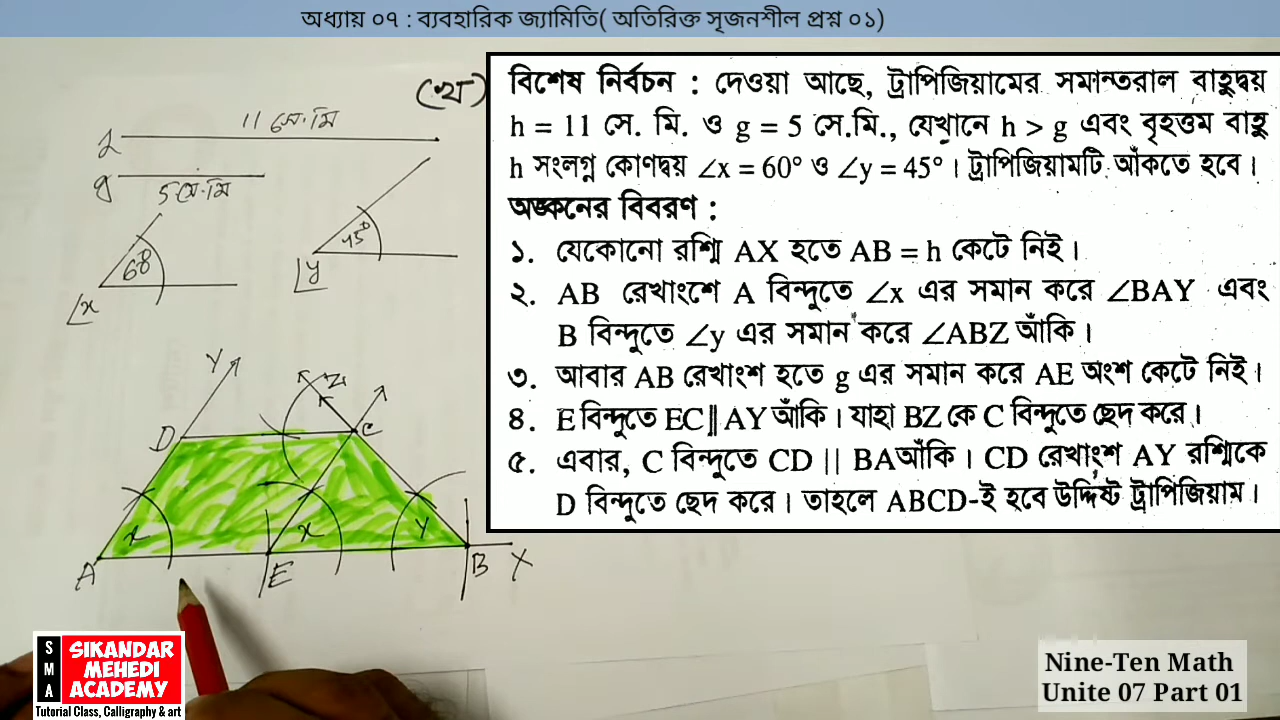 অধ্যায় ০৭ : ব্যবহারিক জ্যামিতি( অতিরিক্ত সৃজনশীল প্রশ্ন ০১)
(খ)
বিশেষ নির্বচন : দেওয়া আছে, ট্রাপিজিয়ামের সমান্তরাল বাহুদ্বয়
h = 11 সে. মি. ও g = 5 সে.মি., যেখানে h > g এবং বৃহত্তম বাহু
h সংলগ্ন কোণদ্বয় ∠x = 60° ও ∠y = 45°। ট্রাপিজিয়ামটি আঁকতে হবে।
অঙ্কনের বিবরণ :
১. যেকোনো রশ্মি AX হতে AB = h কেটে নিই।
২. AB রেখাংশে A বিন্দুতে ∠x এর সমান করে ∠BAY এবং
B বিন্দুতে ∠y এর সমান করে ∠ABZ আঁকি।
৩. আবার AB রেখাংশ হতে g এর সমান করে AE অংশ কেটে নিই।
৪. E বিন্দুতে EC || AY আঁকি। যাহা BZ কে C বিন্দুতে ছেদ করে।
৫. এবার, C বিন্দুতে CD || BA আঁকি। CD রেখাংশ AY রশ্মিকে
D বিন্দুতে ছেদ করে। তাহলে ABCD-ই হবে উদ্দিষ্ট ট্রাপিজিয়াম।
11 সে.মি
g
5 সে.মি
60°
∠x
45°
∠y
Y
Z
D
C
x
x
y
A
E
B
X
SMA
SIKANDAR
MEHEDI
ACADEMY
Tutorial Class, Calligraphy & art
Nine-Ten Math
Unite 07 Part 01